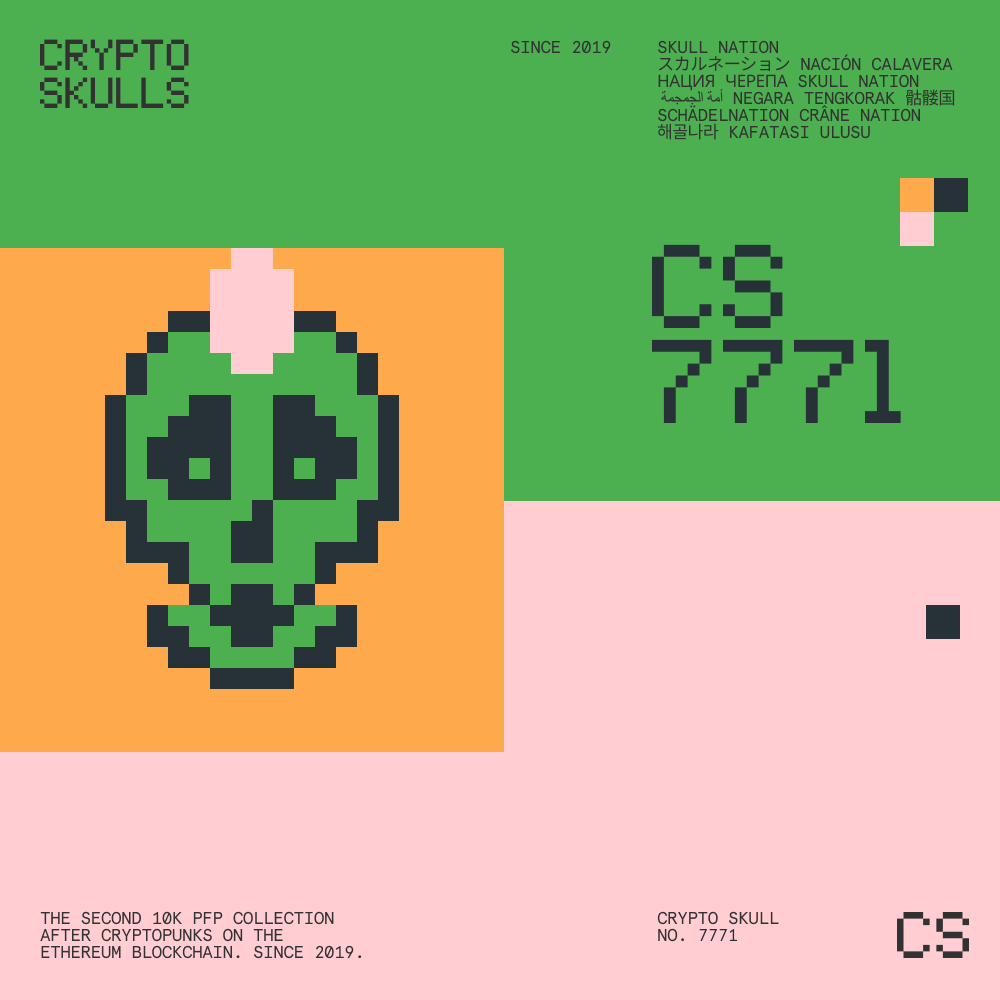 CRYPTO
SKULLS
SINCE 2019
SKULL NATION
スカルネーション NACIÓN CALAVERA
НАЦИЯ ЧЕРЕПА SKULL NATION
أمة الجمجمة NEGARA TENGKORAK 骷髅国
SCHÄDELNATION CRÂNE NATION
해골나라 KAFATASI ULUSU
CS
7771
THE SECOND 10K PFP COLLECTION
AFTER CRYPTOPUNKS ON THE
ETHEREUM BLOCKCHAIN. SINCE 2019.
CRYPTO SKULL
NO. 7771
CS